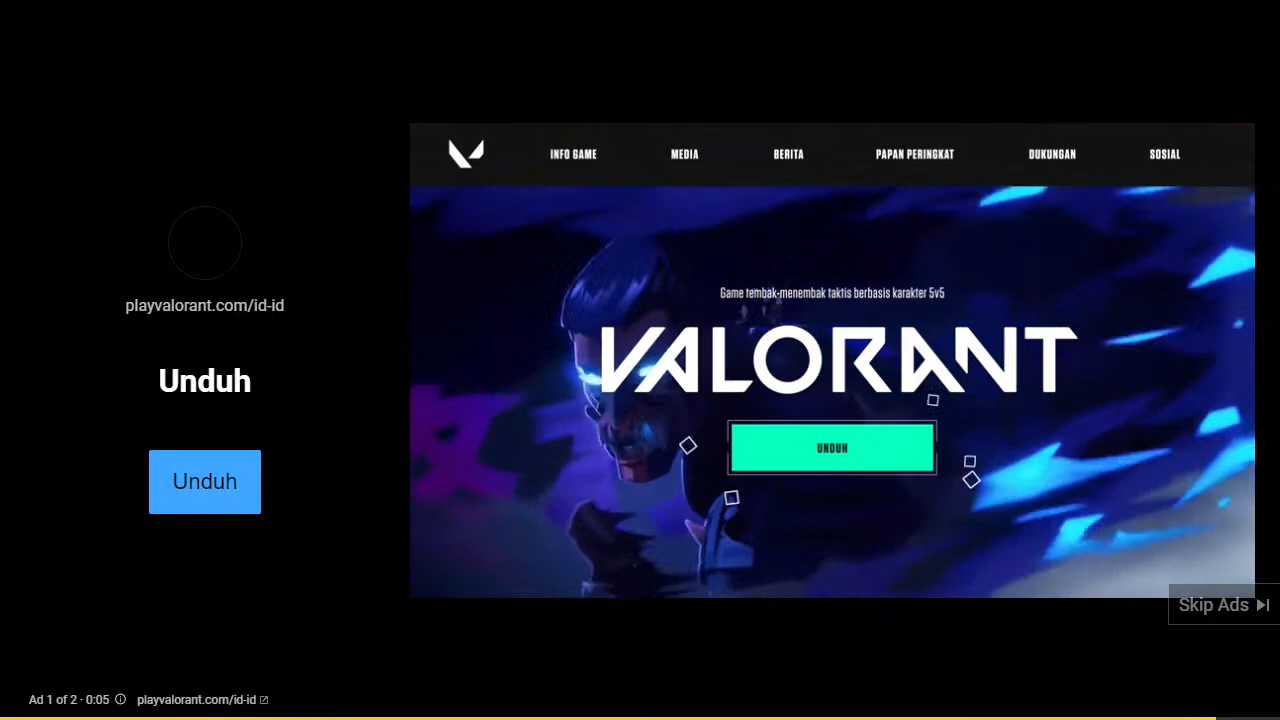 INFO GAME MEDIA BERITA PAPAN PERINGKAT DUKUNGAN SOSIAL
Game tembak-menembak taktis berbasis karakter 5v5
VALORANT
UNDUH
playvalorant.com/id-id
Unduh
Unduh
Skip Ads
Ad 1 of 2 · 0:05 playvalorant.com/id-id